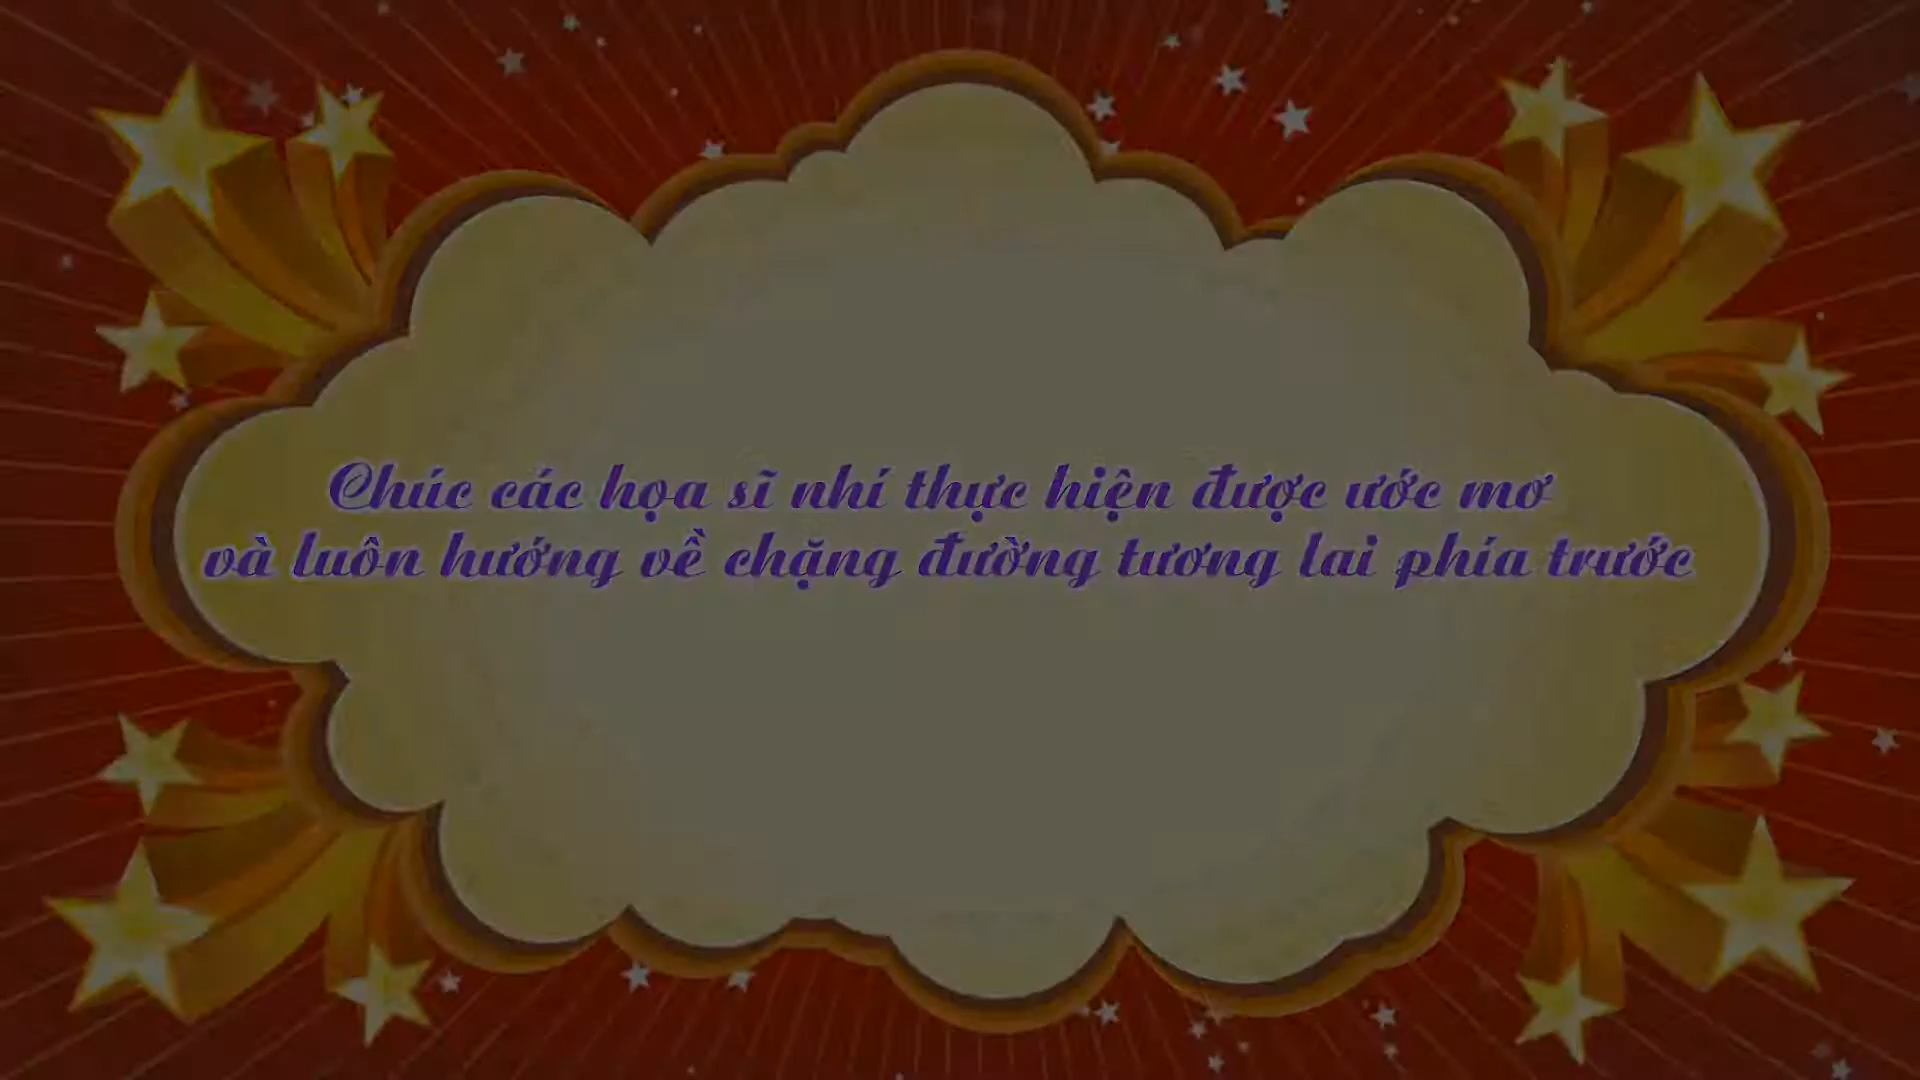 Chúc các họa sĩ nhí thực hiện được ước mơ
và luôn hướng về chặng đường tương lai phía trước